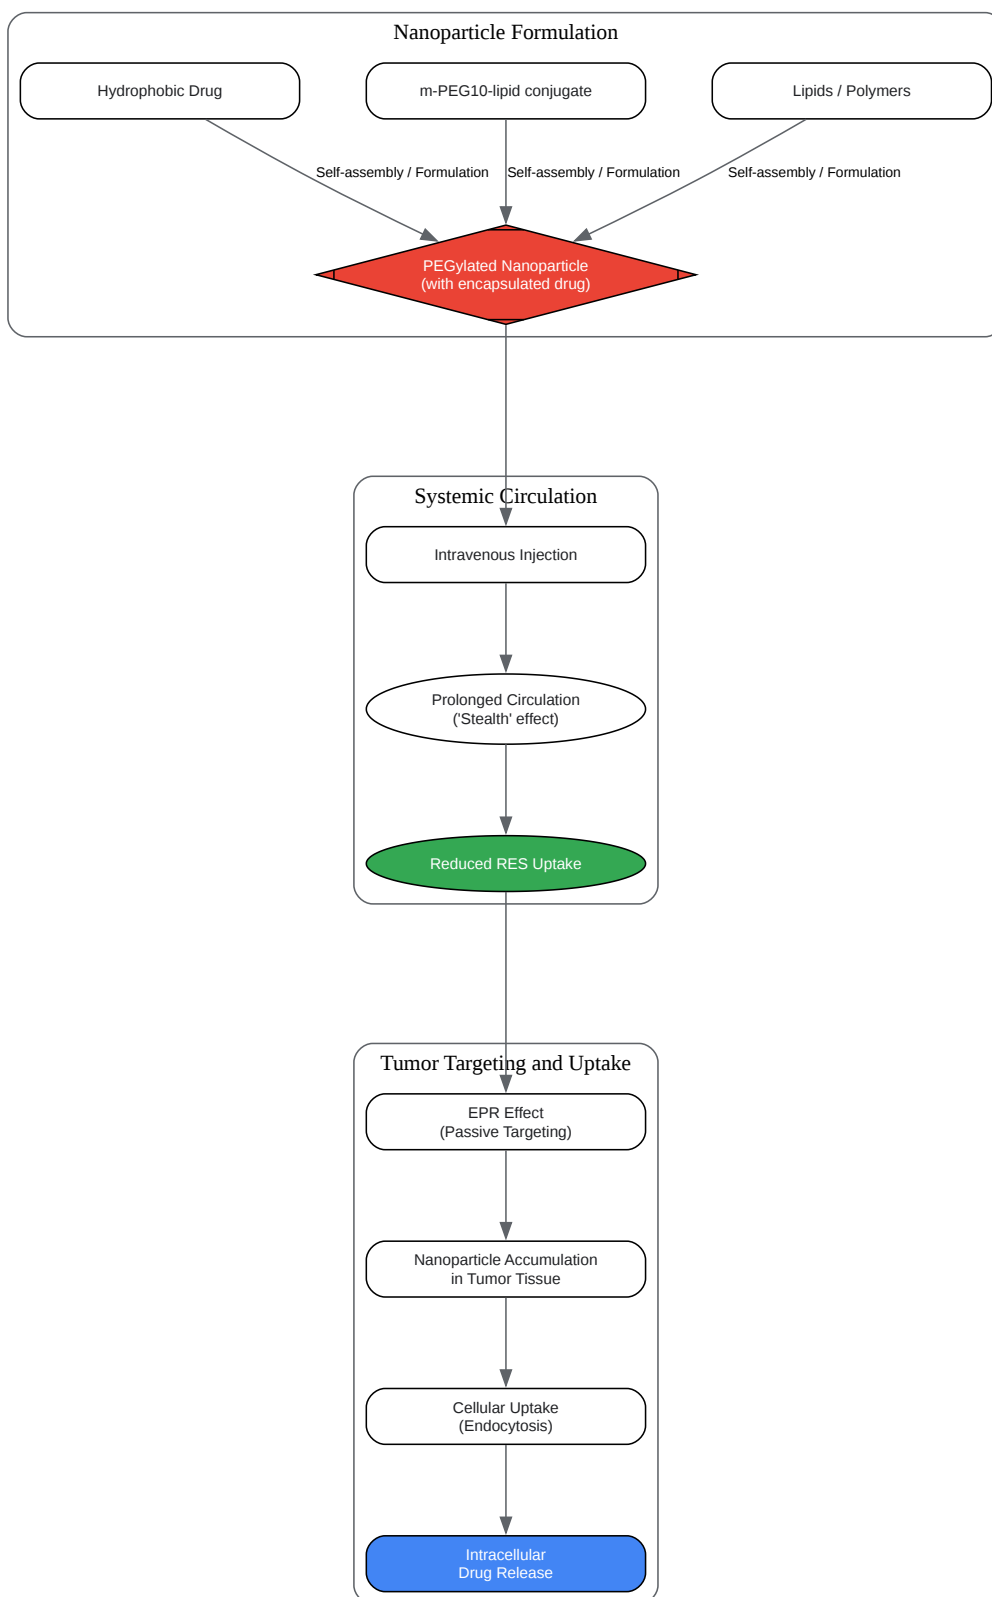 Nanoparticle Formulation
Hydrophobic Drug
m-PEG10-lipid conjugate
Lipids / Polymers
Self-assembly / Formulation
Self-assembly / Formulation
Self-assembly / Formulation
PEGylated Nanoparticle
(with encapsulated drug)
Systemic Circulation
Intravenous Injection
Prolonged Circulation
('Stealth' effect)
Reduced RES Uptake
Tumor Targeting and Uptake
EPR Effect
(Passive Targeting)
Nanoparticle Accumulation
in Tumor Tissue
Cellular Uptake
(Endocytosis)
Intracellular
Drug Release